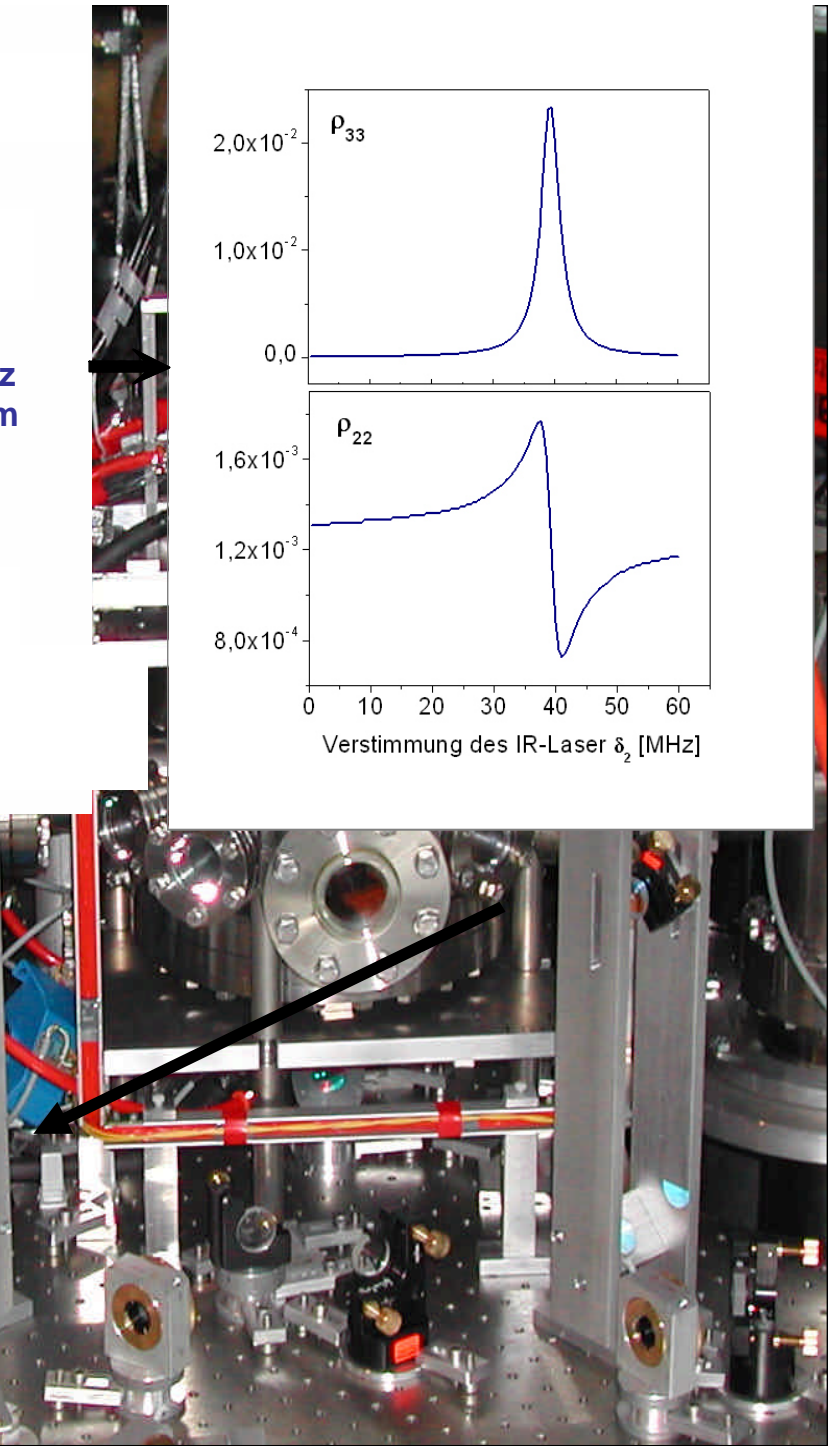 ρ33
2,0x10-2
1,0x10-2
0,0
z
m
ρ22
1,6x10-3
1,2x10-3
8,0x10-4
0 10 20 30 40 50 60
Verstimmung des IR-Laser δ2 [MHz]